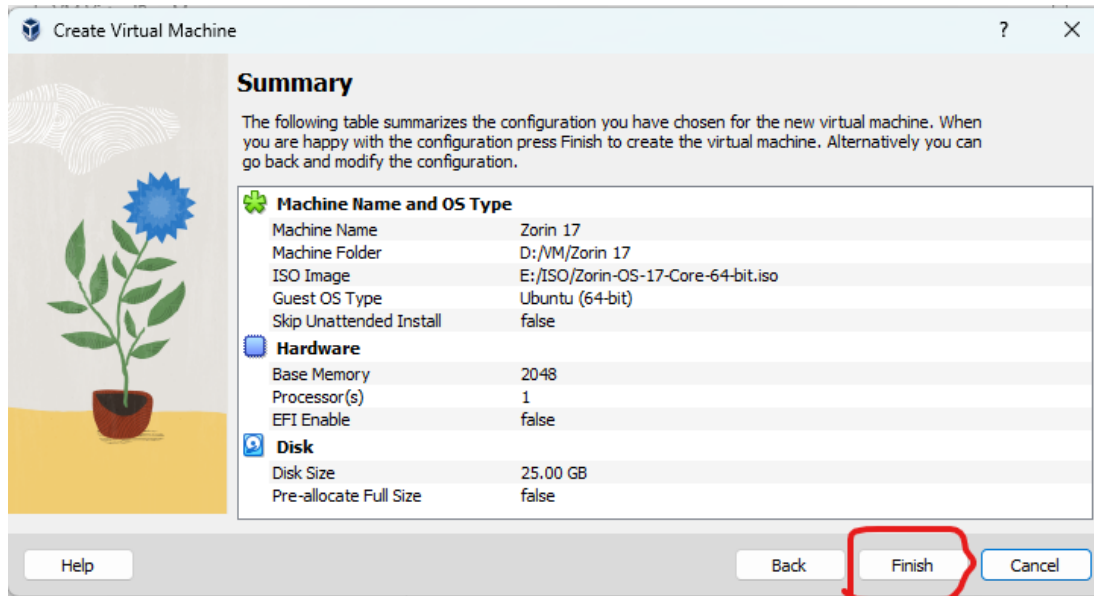 Create Virtual Machine
?
Summary
The following table summarizes the configuration you have chosen for the new virtual machine. When
you are happy with the configuration press Finish to create the virtual machine. Alternatively you can
go back and modify the configuration.
Machine Name and OS Type
Machine Name Zorin 17
Machine Folder D:/VM/Zorin 17
ISO Image E:/ISO/Zorin-OS-17-Core-64-bit.iso
Guest OS Type Ubuntu (64-bit)
Skip Unattended Install false
Hardware
Base Memory 2048
Processor(s) 1
EFI Enable false
Disk
Disk Size 25.00 GB
Pre-allocate Full Size false
Help Back Finish Cancel